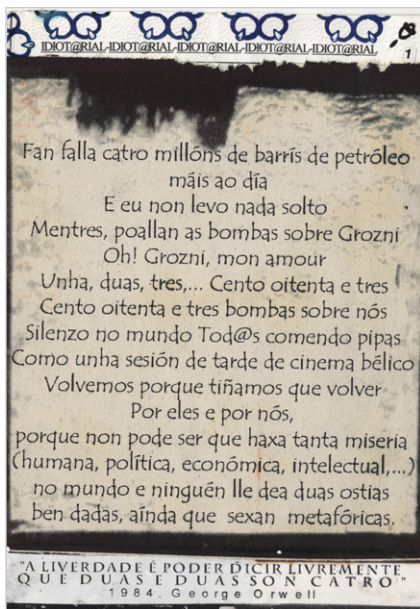 IDIOT@RIAL-IDIOT@RIAL-IDIOT@RIAL-IDIOT@RIAL
1
Fan falla catro millóns de barrís de petróleo
máis ao día
E eu non levo nada solto
Mentres, poallan as bombas sobre Grozni
Oh! Grozni, mon amour
Unha, duas, tres,... Cento oitenta e tres
Cento oitenta e tres bombas sobre nós
Silenzo no mundo Tod@s comendo pipas
Como unha sesión de tarde de cinema bélico
Volvemos porque tiñamos que volver
Por eles e por nós,
porque non pode ser que haxa tanta miseria
(humana, política, económica, intelectual,...)
no mundo e ninguén lle dea duas ostias
ben dadas, aínda que sexan metafóricas.
"A LIVERDADE É PODER DICIR LIVREMENTE
QUE DUAS E DUAS SON CATRO"
1984. George Orwell